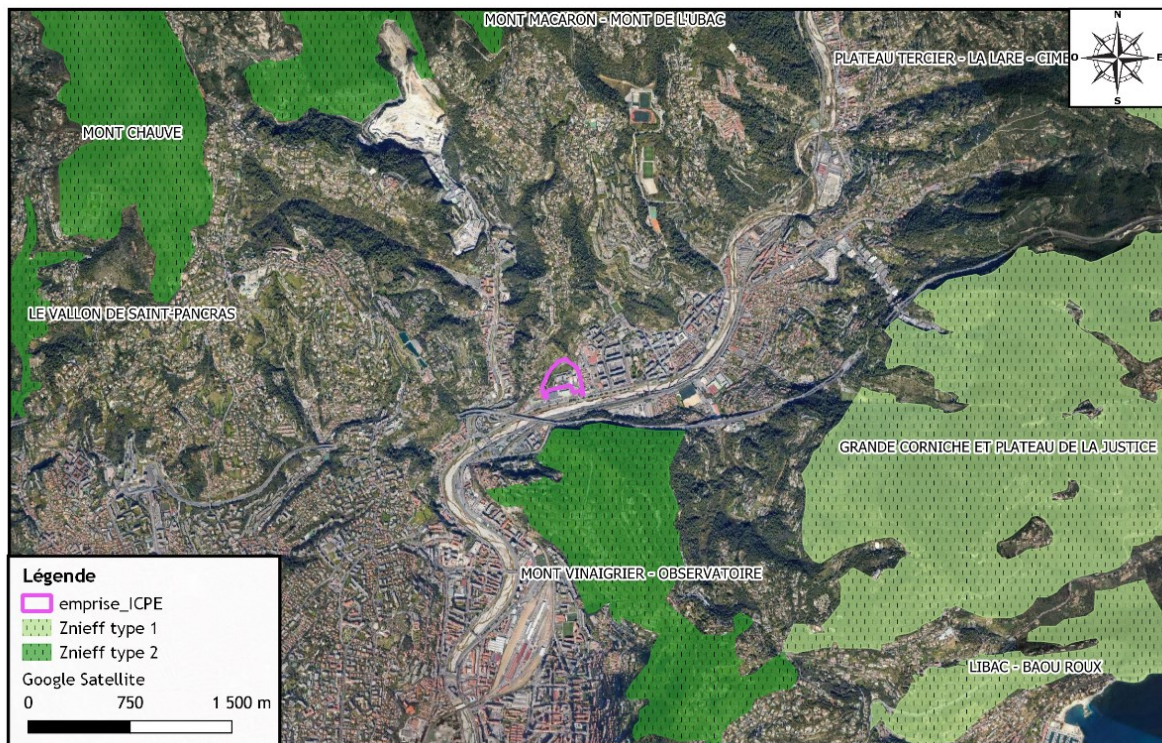 MONT MACARON - MONT DE L'UBAC
N
PLATEAU TERCIER - LA LARE - CIME
O
E
S
MONT CHAUVE
LE VALLON DE SAINT-PANCRAS
GRANDE CORNICHE ET PLATEAU DE LA JUSTICE
MONT VINAIGRIER - OBSERVATOIRE
LIBAC - BAOU ROUX
Légende
emprise_ICPE
Znieff type 1
Znieff type 2
Google Satellite
0 750 1 500 m